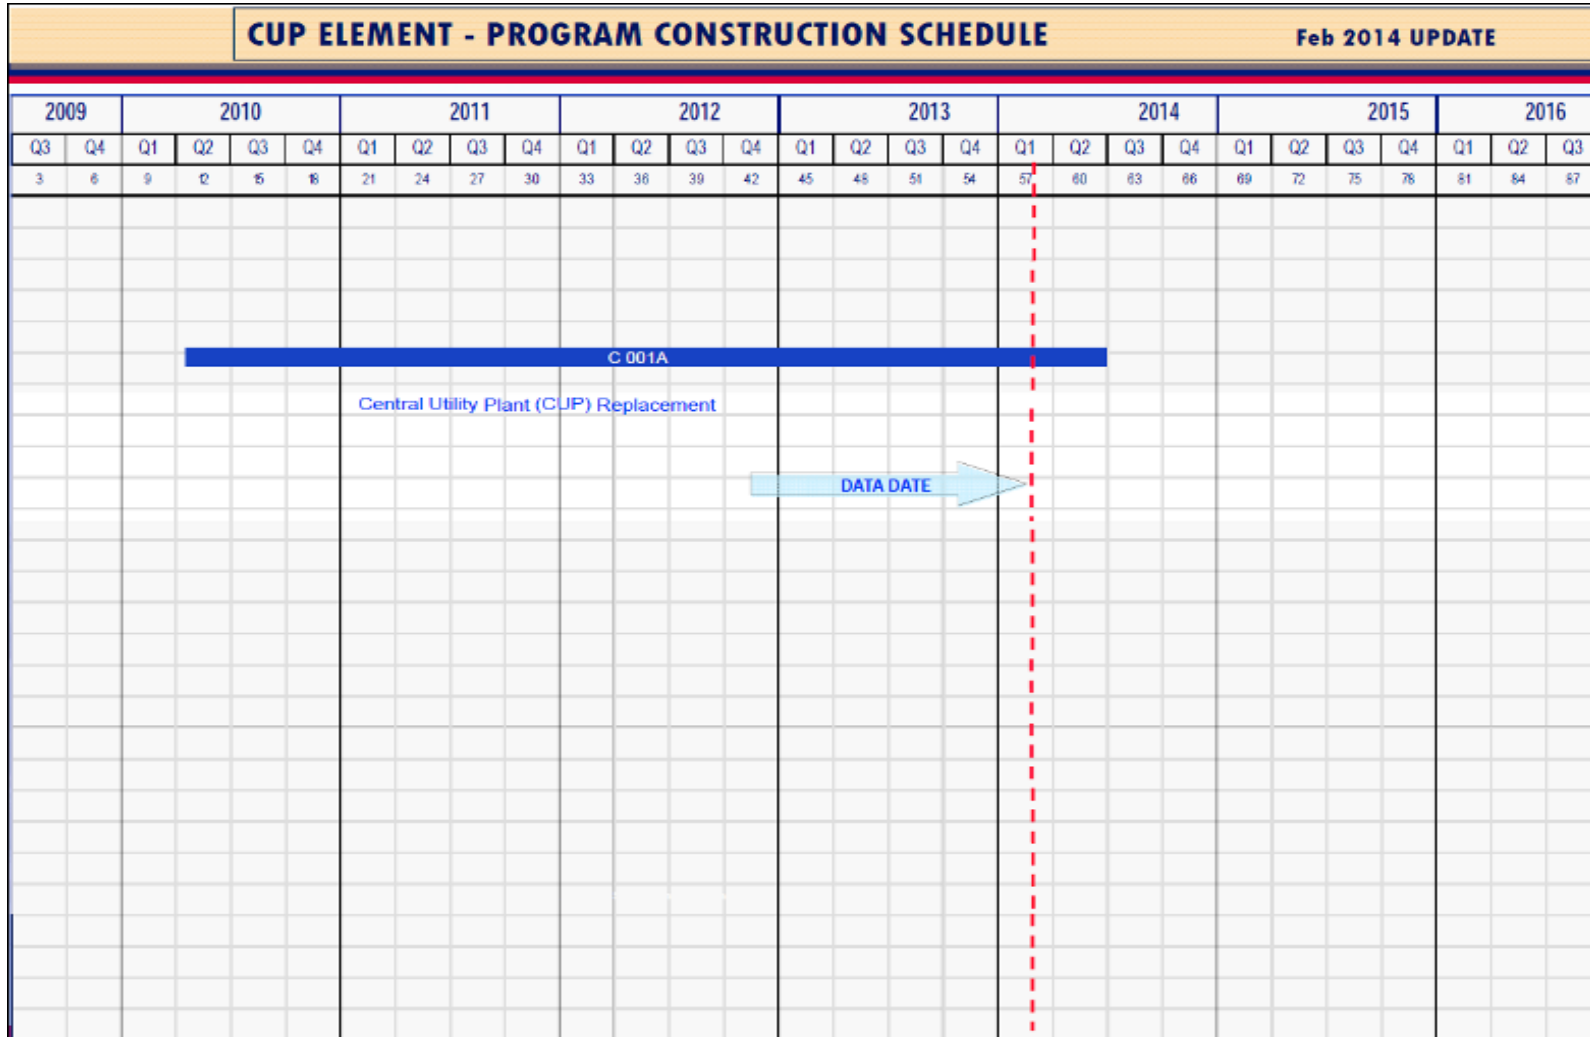 CUP ELEMENT - PROGRAM CONSTRUCTION SCHEDULE Feb 2014 UPDATE
2009 2010 2011 2012 2013 2014 2015 2016
Q3 Q4 Q1 Q2 Q3 Q4 Q1 Q2 Q3 Q4 Q1 Q2 Q3 Q4 Q1 Q2 Q3 Q4 Q1 Q2 Q3 Q4 Q1 Q2 Q3 Q4 Q1 Q2 Q3
3 6 9 12 15 18 21 24 27 30 33 36 39 42 45 48 51 54 57 60 63 66 69 72 75 78 81 84 87
C 001A
Central Utility Plant (CUP) Replacement
DATA DATE